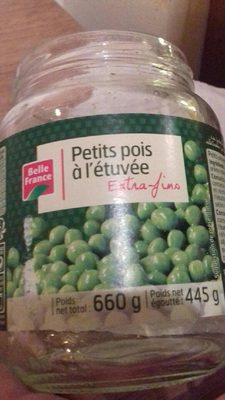 Belle
France
Petits pois
à l'étuvée
Extra-fins
Poids
net total : 660 g
Poids net
égoutté : 445 g